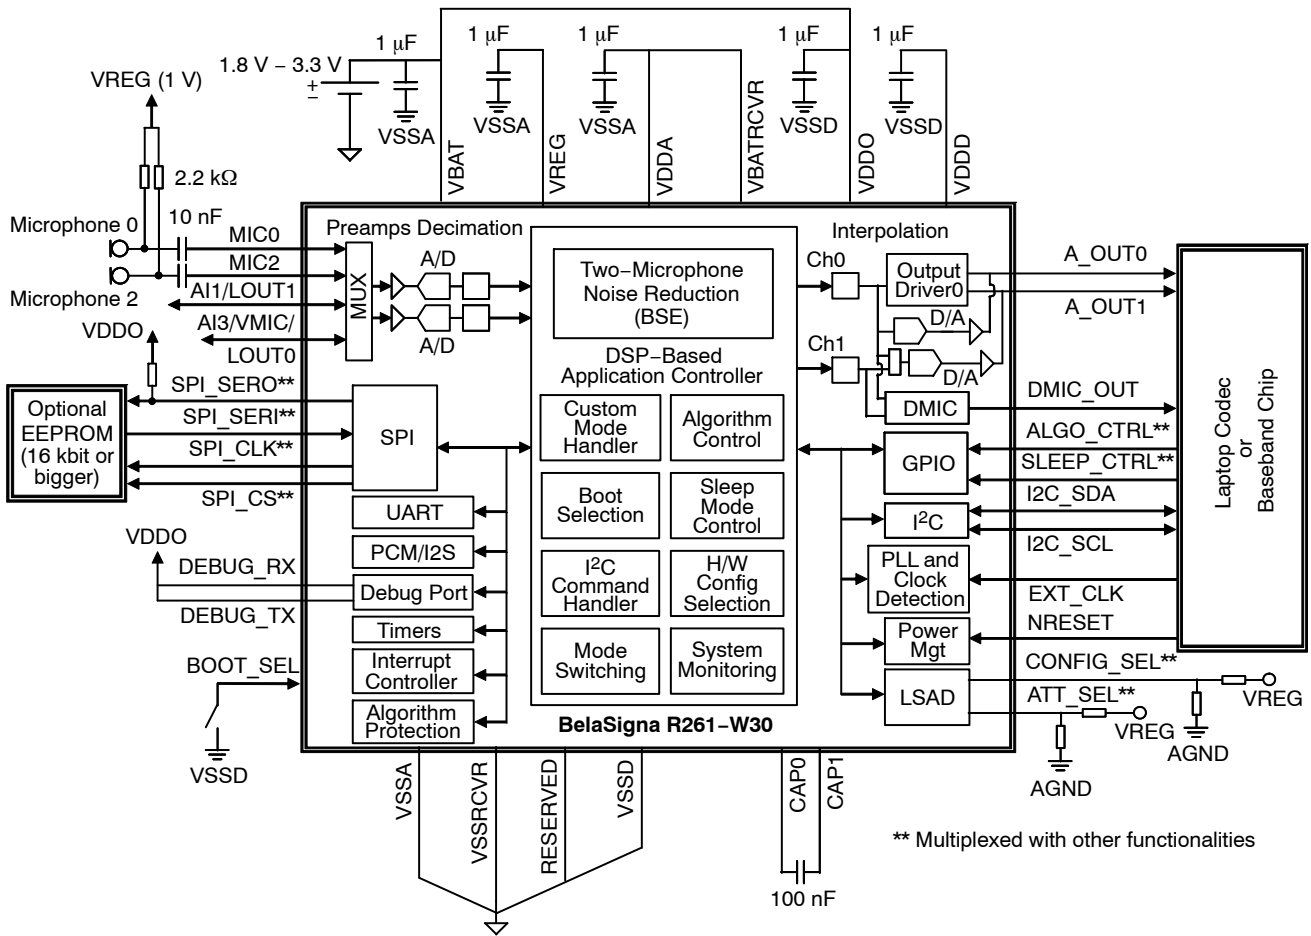 1 µF
1 µF
1 µF
1 µF
1 µF
1.8 V − 3.3 V
+
−
VREG (1 V)
VSSA
VSSA
VSSA
VSSD
VSSD
VBAT
VREG
VDDA
VBATRCVR
VDDO
VDDD
2.2 kΩ
10 nF
Microphone 0
Microphone 2
MIC0
MIC2
AI1/LOUT1
AI3/VMIC/
LOUT0
VDDO
SPI_SERO**
SPI_SERI**
SPI_CLK**
SPI_CS**
Optional
EEPROM
(16 kbit or
bigger)
VDDO
DEBUG_RX
DEBUG_TX
BOOT_SEL
VSSD
Preamps Decimation
MUX
A/D
A/D
SPI
UART
PCM/I2S
Debug Port
Timers
Interrupt
Controller
Algorithm
Protection
Two−Microphone
Noise Reduction
(BSE)
DSP−Based
Application Controller
Custom
Mode
Handler
Algorithm
Control
Boot
Selection
Sleep
Mode
Control
I2C
Command
Handler
H/W
Config
Selection
Mode
Switching
System
Monitoring
BelaSigna R261−W30
Interpolation
Ch0
Ch1
Output
Driver0
D/A
D/A
DMIC
GPIO
I2C
PLL and
Clock
Detection
Power
Mgt
LSAD
A_OUT0
A_OUT1
DMIC_OUT
ALGO_CTRL**
SLEEP_CTRL**
I2C_SDA
I2C_SCL
EXT_CLK
NRESET
CONFIG_SEL**
ATT_SEL**
VREG
VREG
AGND
AGND
Laptop Codec
or
Baseband Chip
VSSA
VSSRCVR
RESERVED
VSSD
CAP0
CAP1
100 nF
** Multiplexed with other functionalities